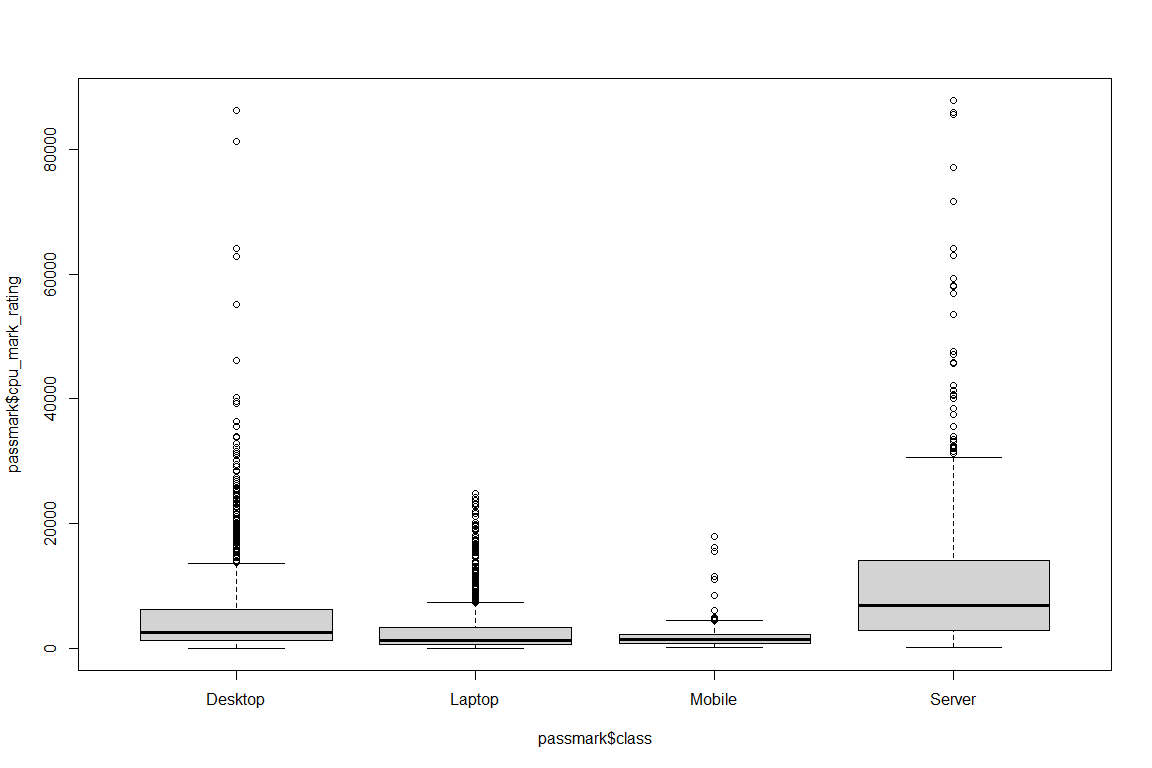 passmark$cpu_mark_rating
80000
60000
40000
20000
0
Desktop
Laptop
Mobile
Server
passmark$class